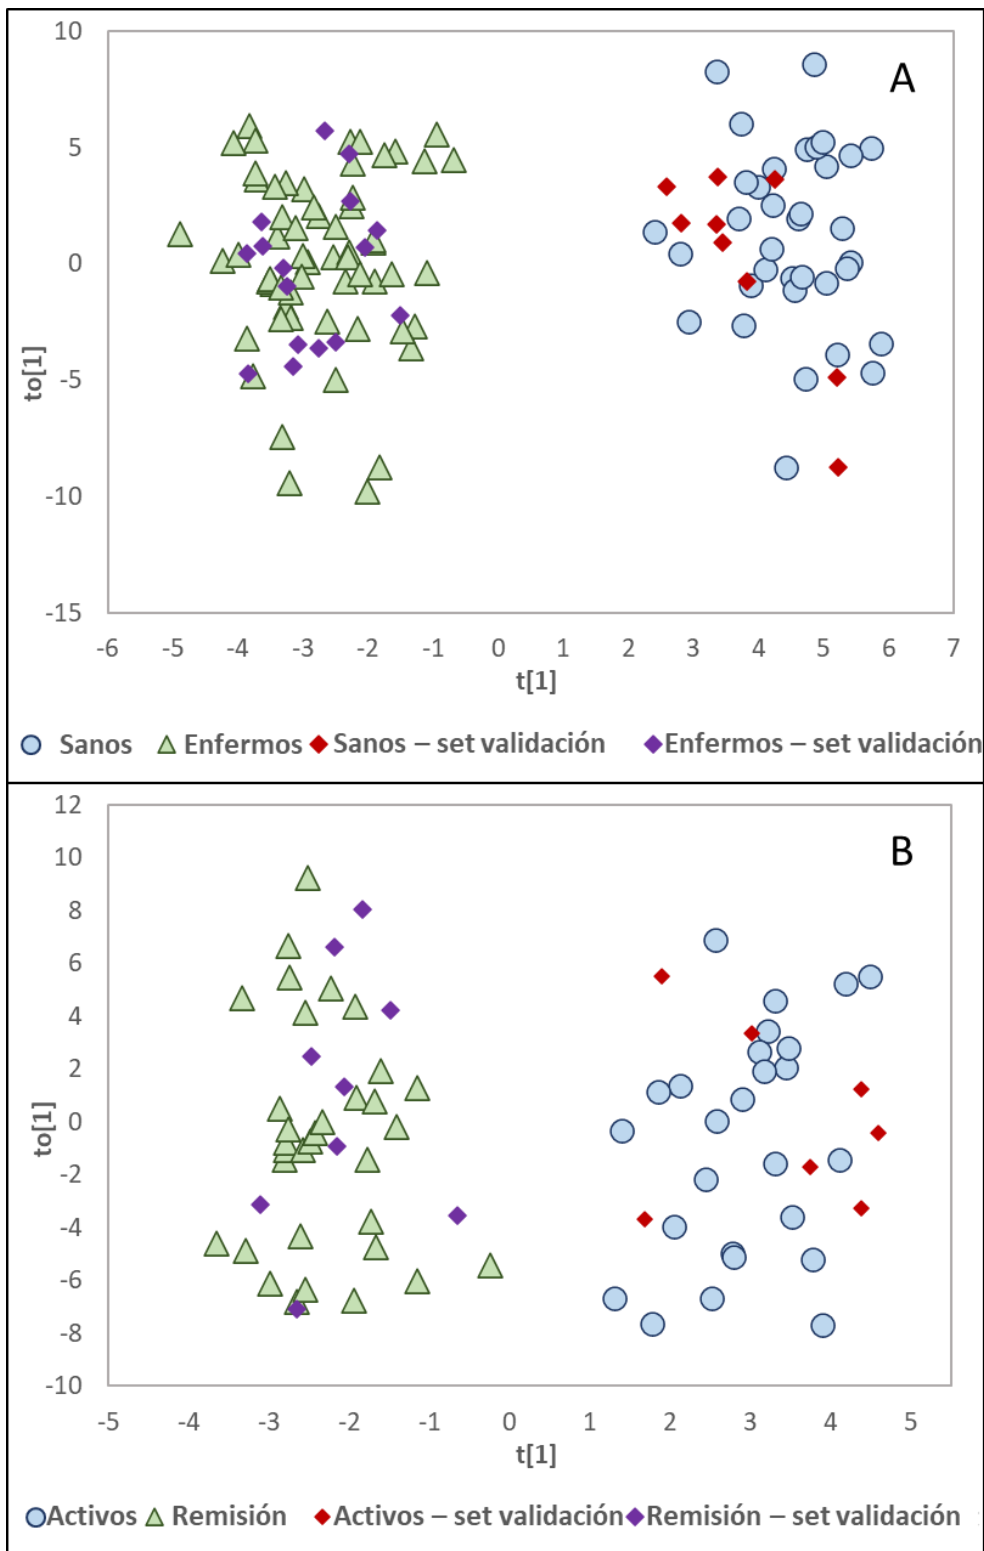 A
10
5
0
-5
-10
-15
to[1]
-6 -5 -4 -3 -2 -1 0 1 2 3 4 5 6 7
t[1]
Sanos Enfermos Sanos – set validación Enfermos – set validación
B
12
10
8
6
4
2
0
-2
-4
-6
-8
-10
to[1]
-5 -4 -3 -2 -1 0 1 2 3 4 5
t[1]
Activos Remisión Activos – set validación Remisión – set validación